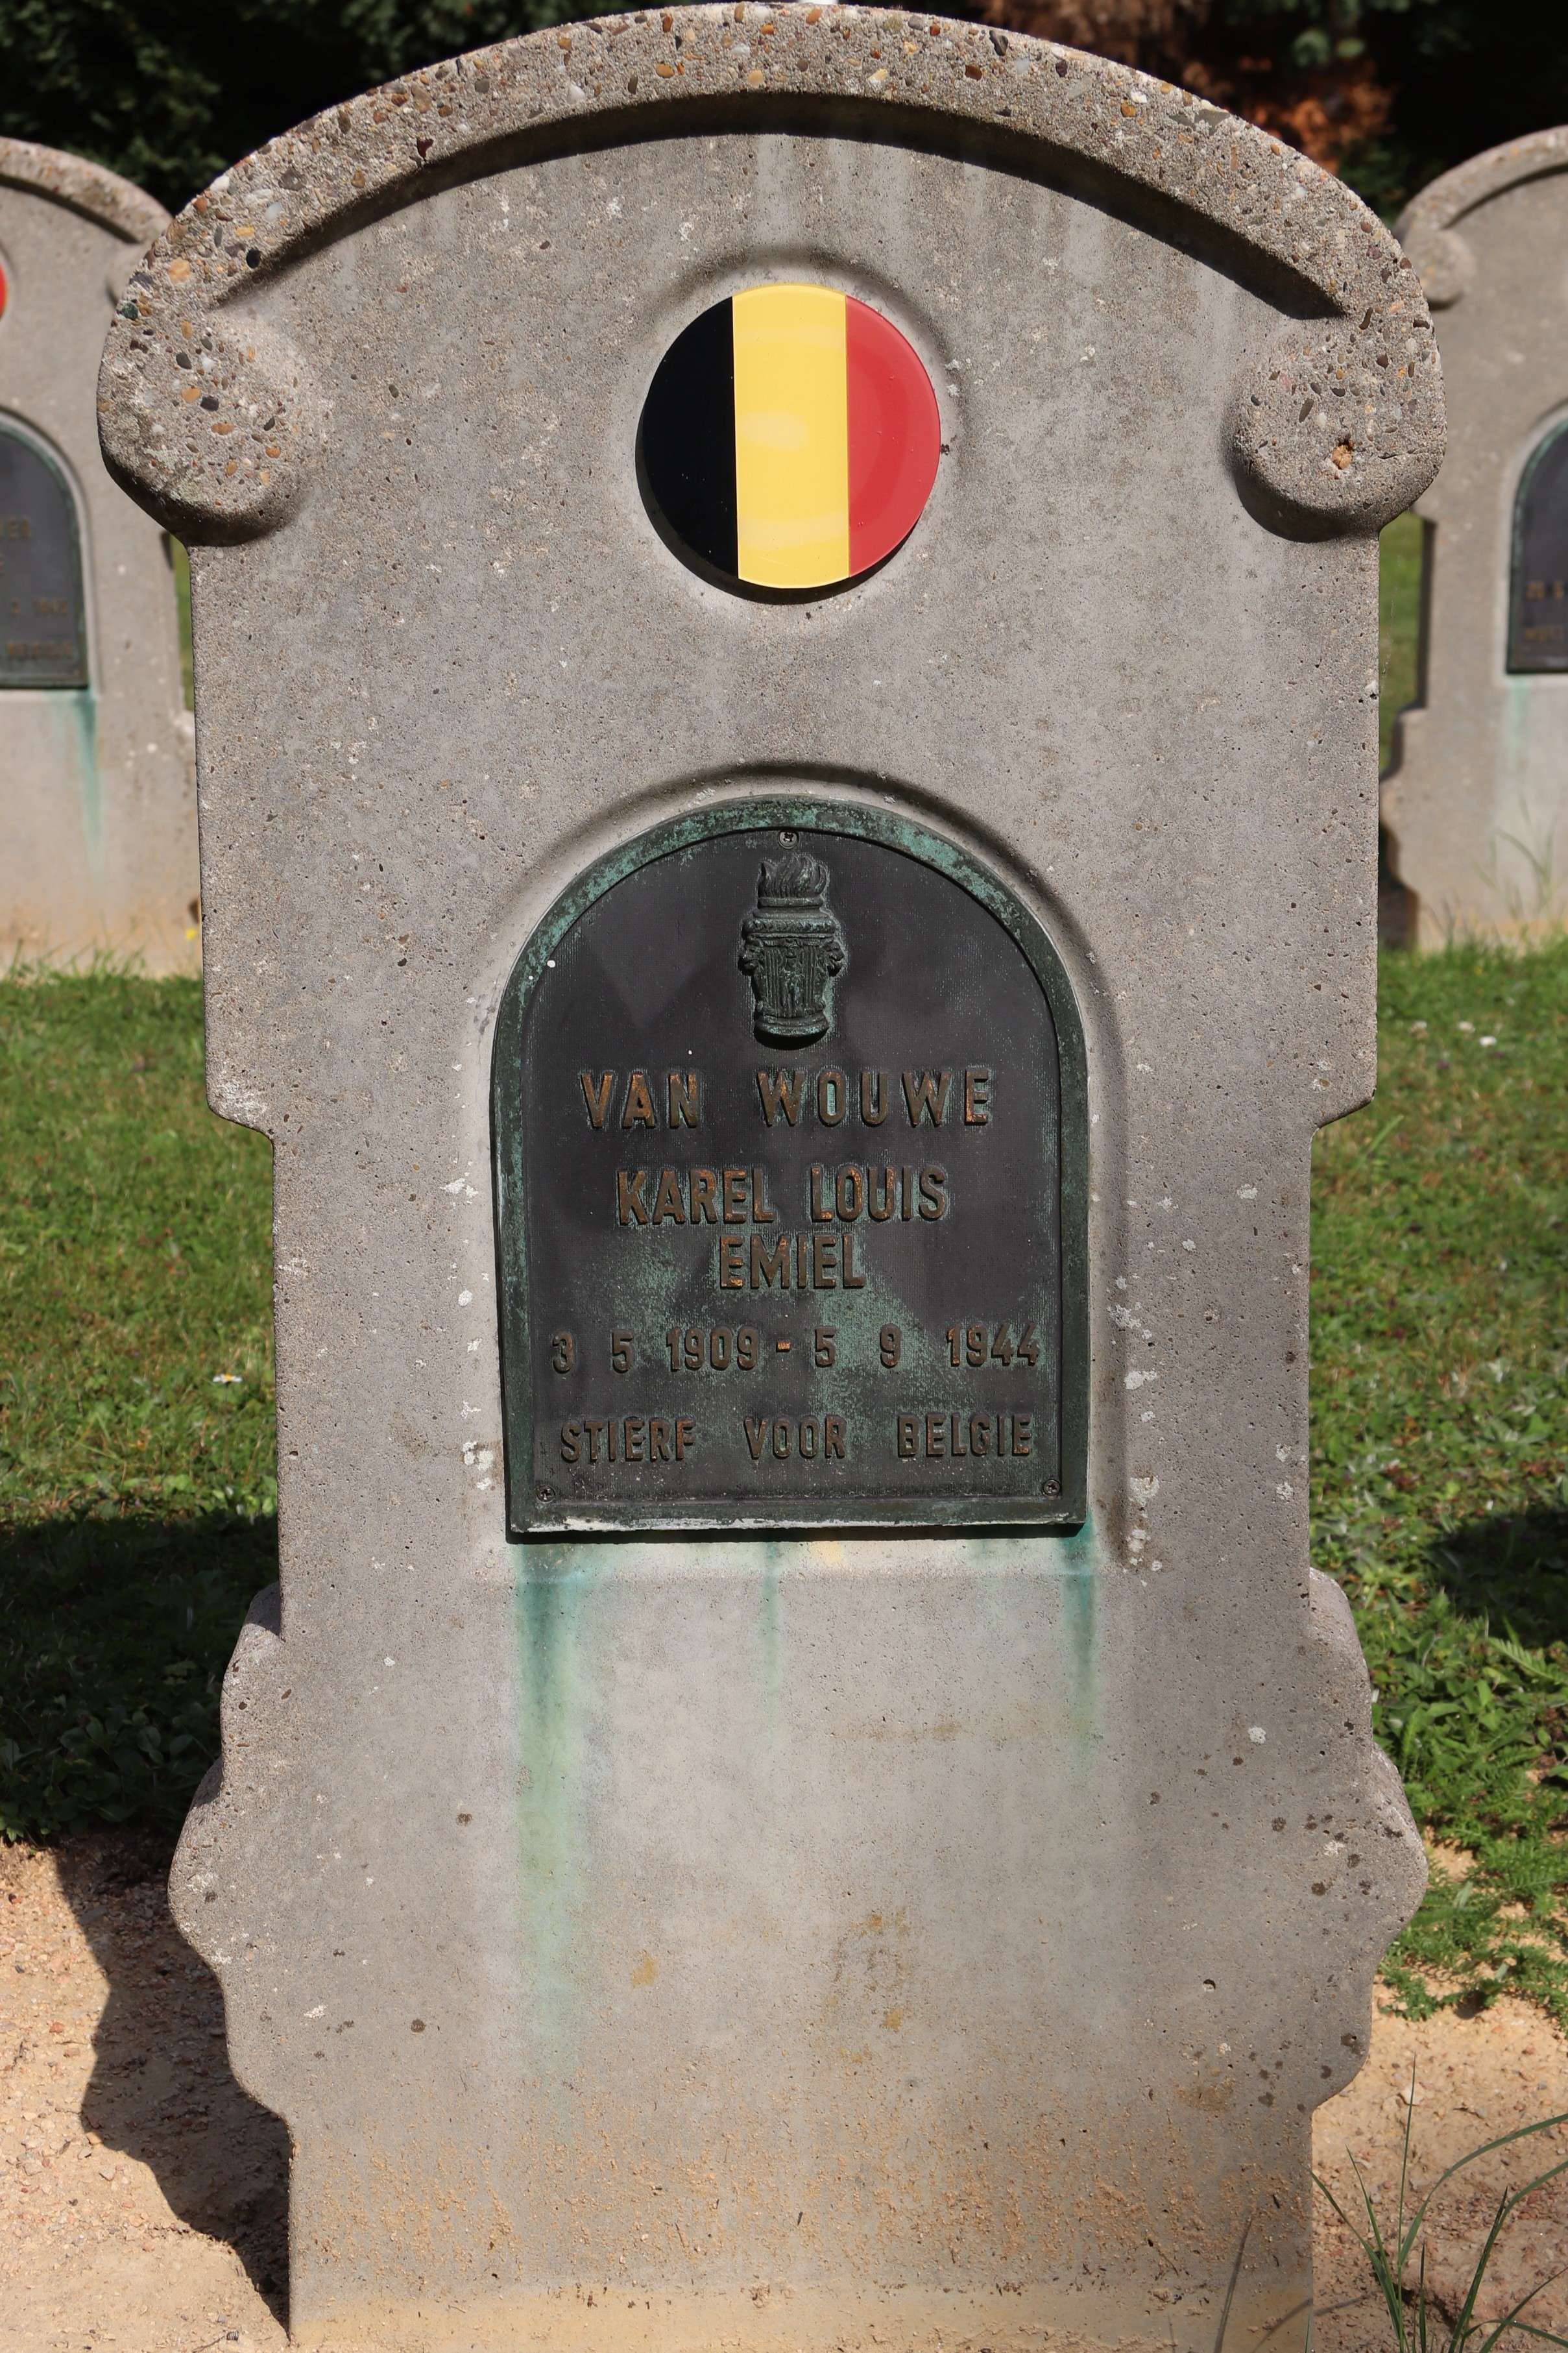 VAN WOUWE
KAREL LOUIS
EMIEL
3 5 1909 - 5 9 1944
STIERF VOOR BELGIE